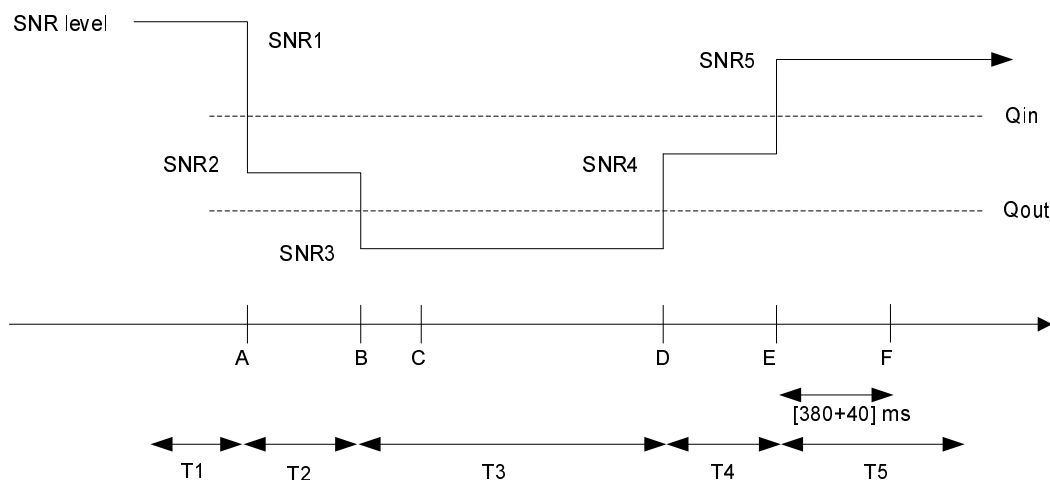 SNR level
SNR1
SNR5
Qin
SNR2
SNR4
Qout
SNR3
A B C D E F
[380+40] ms
T1 T2 T3 T4 T5